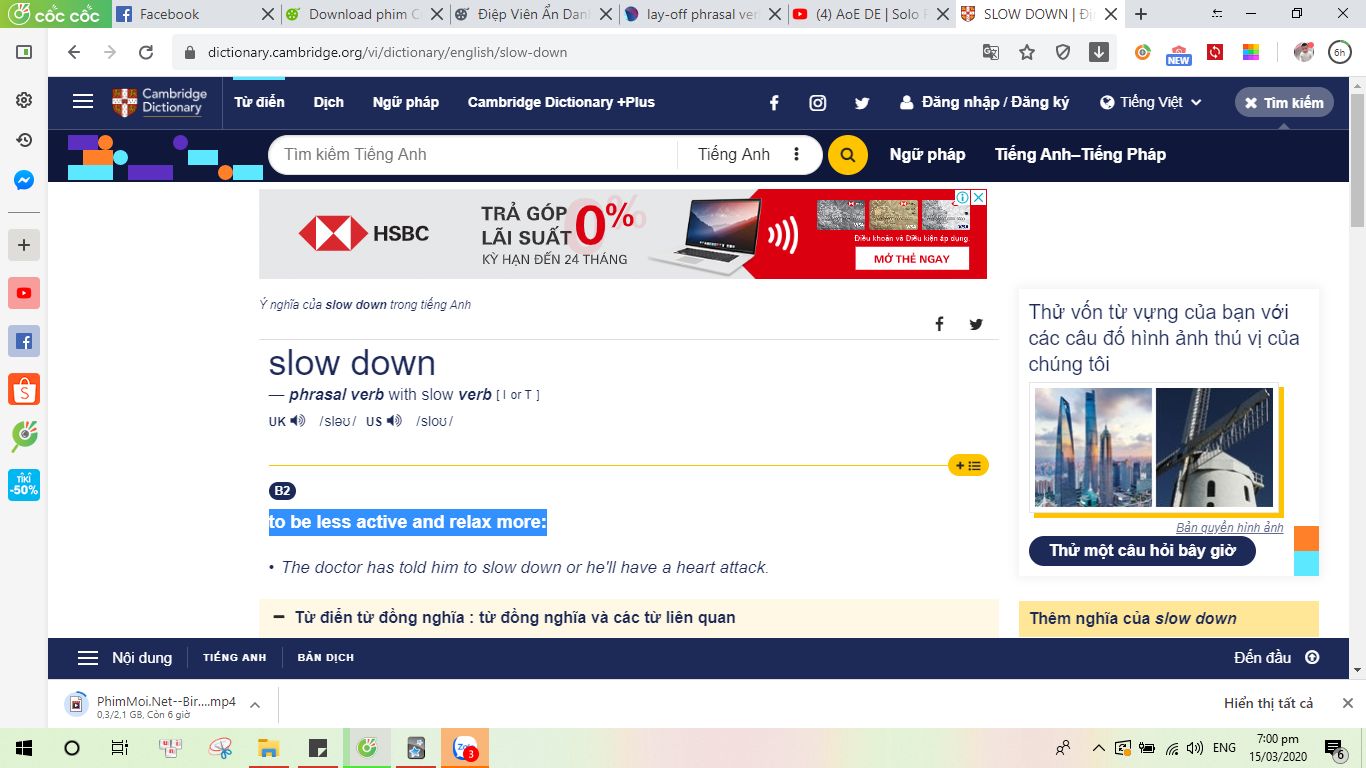 cốc cốc
Facebook
Download phim C
Điệp Viên Ẩn Danh
lay-off phrasal ver
(4) AoE DE | Solo
SLOW DOWN | Đị
dictionary.cambridge.org/vi/dictionary/english/slow-down
NEW
6h
Cambridge
Dictionary
Từ điển
Dịch
Ngữ pháp
Cambridge Dictionary +Plus
Đăng nhập / Đăng ký
Tiếng Việt
Tìm kiếm
Tìm kiếm Tiếng Anh
Tiếng Anh
Ngữ pháp
Tiếng Anh–Tiếng Pháp
HSBC
TRẢ GÓP
LÃI SUẤT
0%
KỲ HẠN ĐẾN 24 THÁNG
Điều khoản và Điều kiện áp dụng.
MỞ THẺ NGAY
Ý nghĩa của slow down trong tiếng Anh
slow down
— phrasal verb with slow verb [ I or T ]
UK /sləʊ/ US /sloʊ/
B2
to be less active and relax more:
• The doctor has told him to slow down or he'll have a heart attack.
Từ điển từ đồng nghĩa : từ đồng nghĩa và các từ liên quan
Thử vốn từ vựng của bạn với
các câu đố hình ảnh thú vị của
chúng tôi
Bản quyền hình ảnh
Thử một câu hỏi bây giờ
Thêm nghĩa của slow down
TIKI
-50%
Nội dung
TIẾNG ANH
BẢN DỊCH
Đến đầu
PhimMoi.Net--Bir....mp4
0,3/2,1 GB, Còn 6 giờ
Hiển thị tất cả
Zalo
3
ENG
7:00 pm
15/03/2020
6